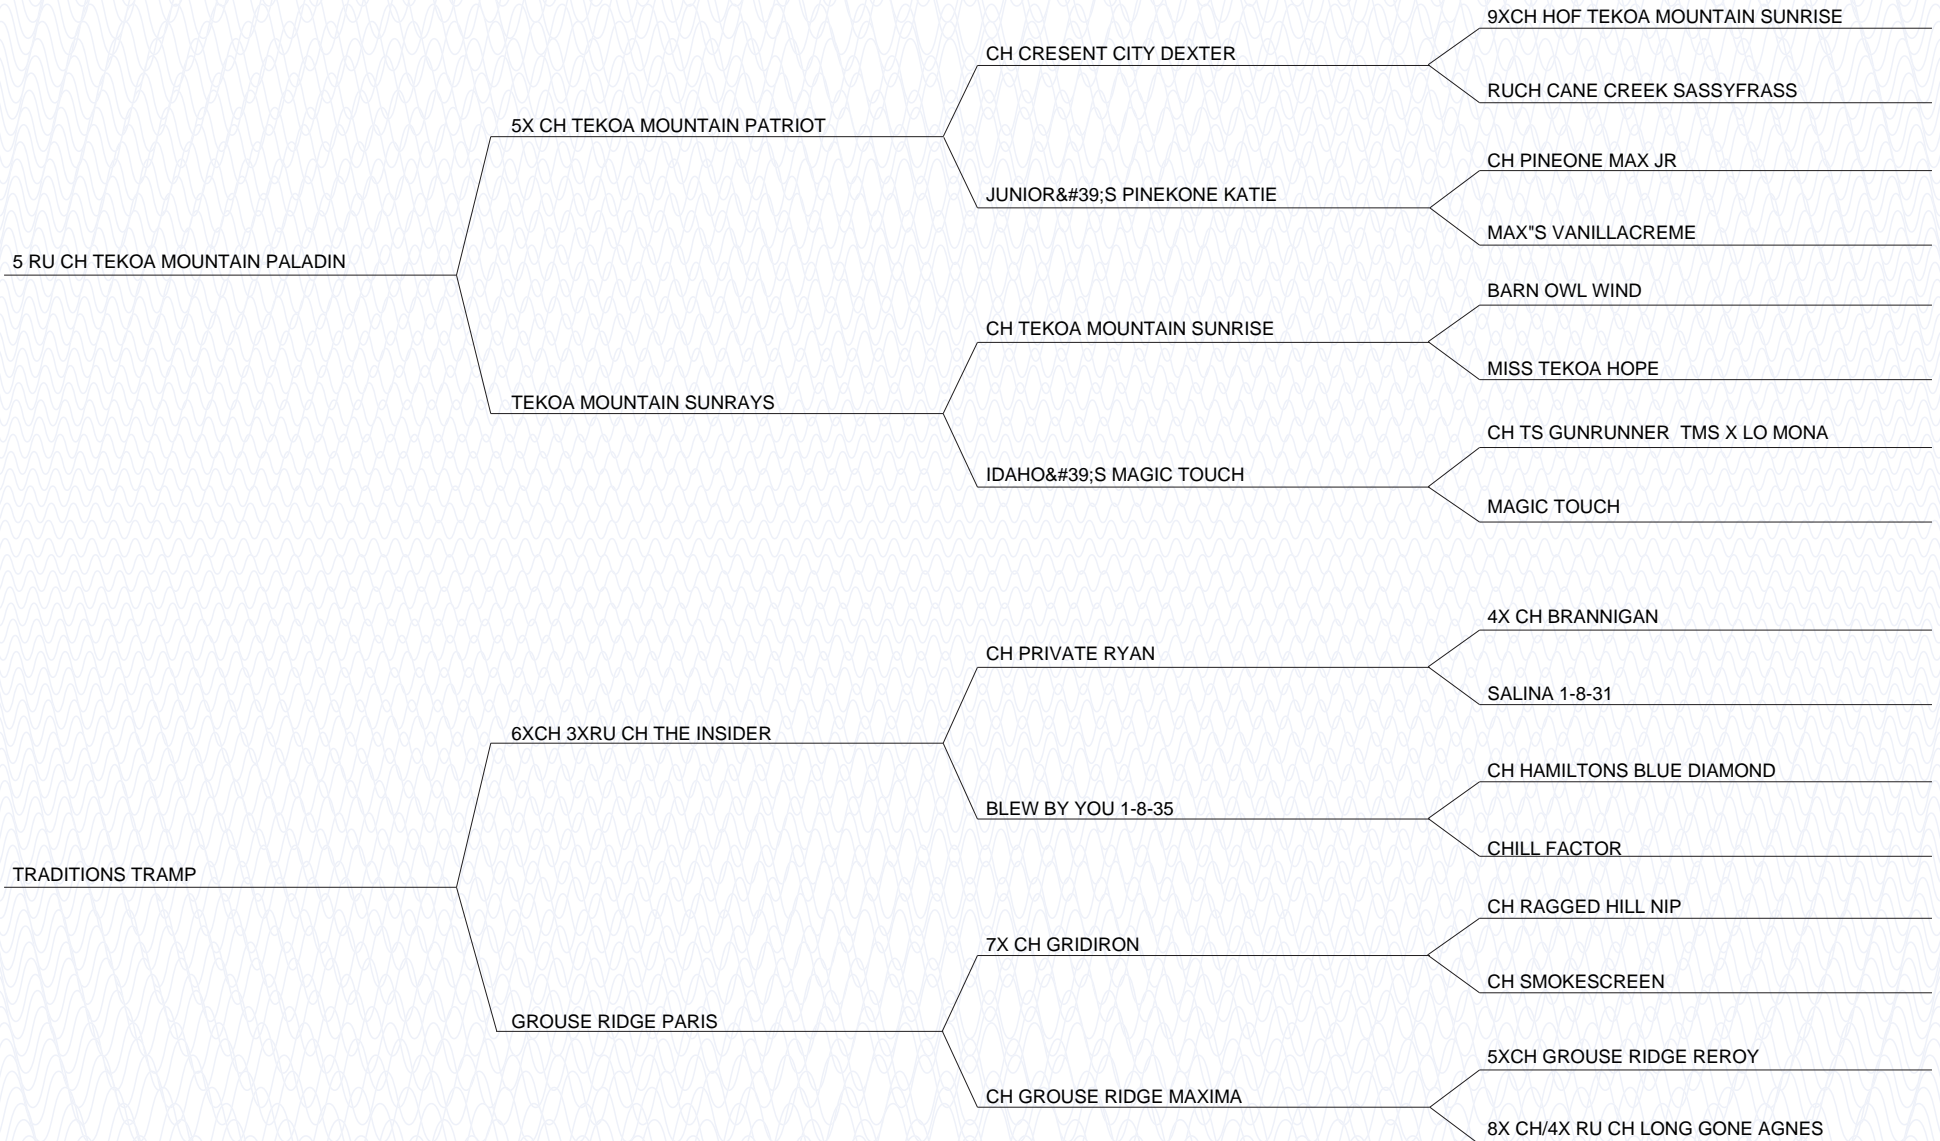 9XCH HOF TEKOA MOUNTAIN SUNRISE
CH CRESENT CITY DEXTER
RUCH CANE CREEK SASSYFRASS
5X CH TEKOA MOUNTAIN PATRIOT
CH PINEONE MAX JR
JUNIOR&#39;S PINEKONE KATIE
MAX"S VANILLACREME
5 RU CH TEKOA MOUNTAIN PALADIN
BARN OWL WIND
CH TEKOA MOUNTAIN SUNRISE
MISS TEKOA HOPE
TEKOA MOUNTAIN SUNRAYS
CH TS GUNRUNNER  TMS X LO MONA
IDAHO&#39;S MAGIC TOUCH
MAGIC TOUCH
4X CH BRANNIGAN
CH PRIVATE RYAN
SALINA 1-8-31
6XCH 3XRU CH THE INSIDER
CH HAMILTONS BLUE DIAMOND
BLEW BY YOU 1-8-35
CHILL FACTOR
TRADITIONS TRAMP
CH RAGGED HILL NIP
7X CH GRIDIRON
CH SMOKESCREEN
GROUSE RIDGE PARIS
5XCH GROUSE RIDGE REROY
CH GROUSE RIDGE MAXIMA
8X CH/4X RU CH LONG GONE AGNES